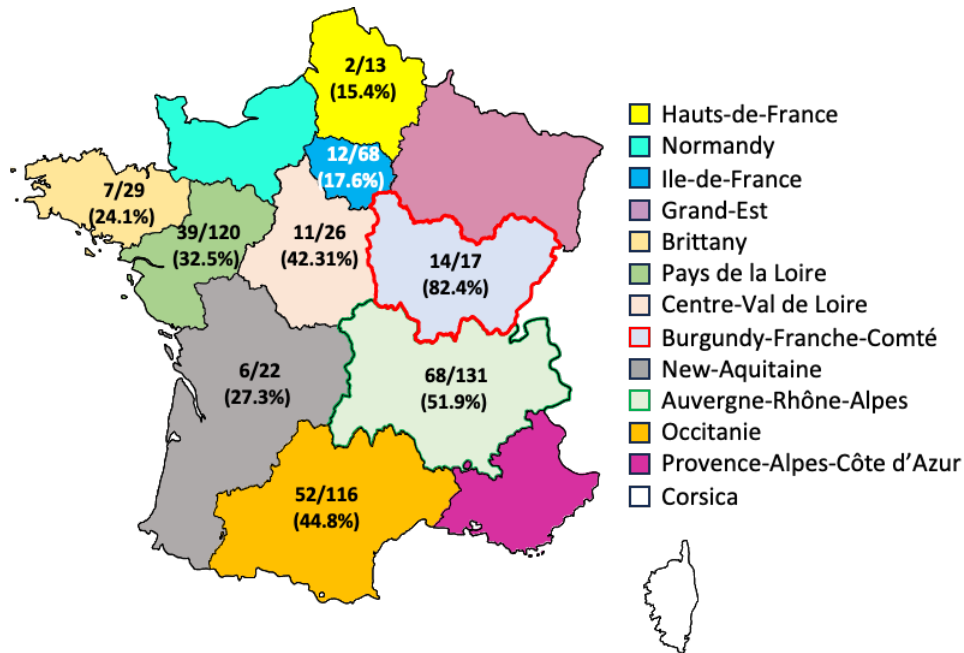 2/13
(15.4%)
12/68
(17.6%)
7/29
(24.1%)
39/120
(32.5%)
11/26
(42.31%)
14/17
(82.4%)
6/22
(27.3%)
68/131
(51.9%)
52/116
(44.8%)
Hauts-de-France
Normandy
Ile-de-France
Grand-Est
Brittany
Pays de la Loire
Centre-Val de Loire
Burgundy-Franche-Comté
New-Aquitaine
Auvergne-Rhône-Alpes
Occitanie
Provence-Alpes-Côte d’Azur
Corsica